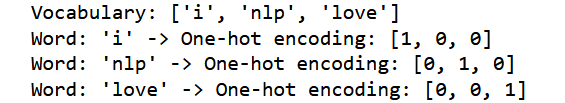 Vocabulary: ['i', 'nlp', 'love']
Word: 'i' -> One-hot encoding: [1, 0, 0]
Word: 'nlp' -> One-hot encoding: [0, 1, 0]
Word: 'love' -> One-hot encoding: [0, 0, 1]